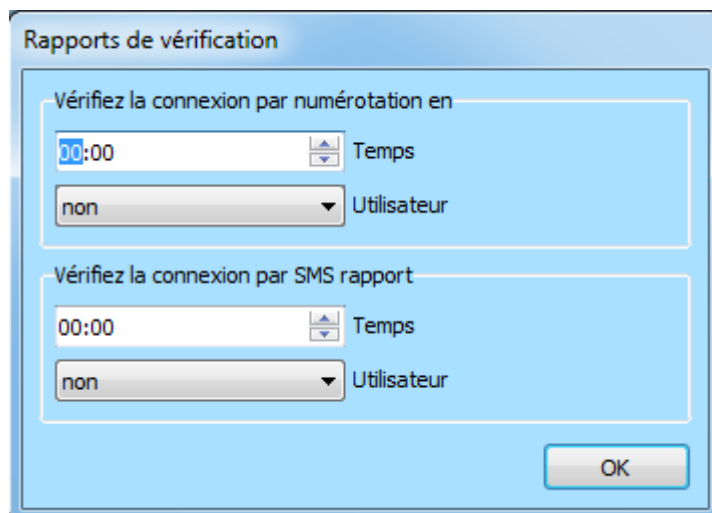 Rapports de vérification
Vérifiez la connexion par numérotation en
00:00 Temps
non Utilisateur
Vérifiez la connexion par SMS rapport
00:00 Temps
non Utilisateur
OK